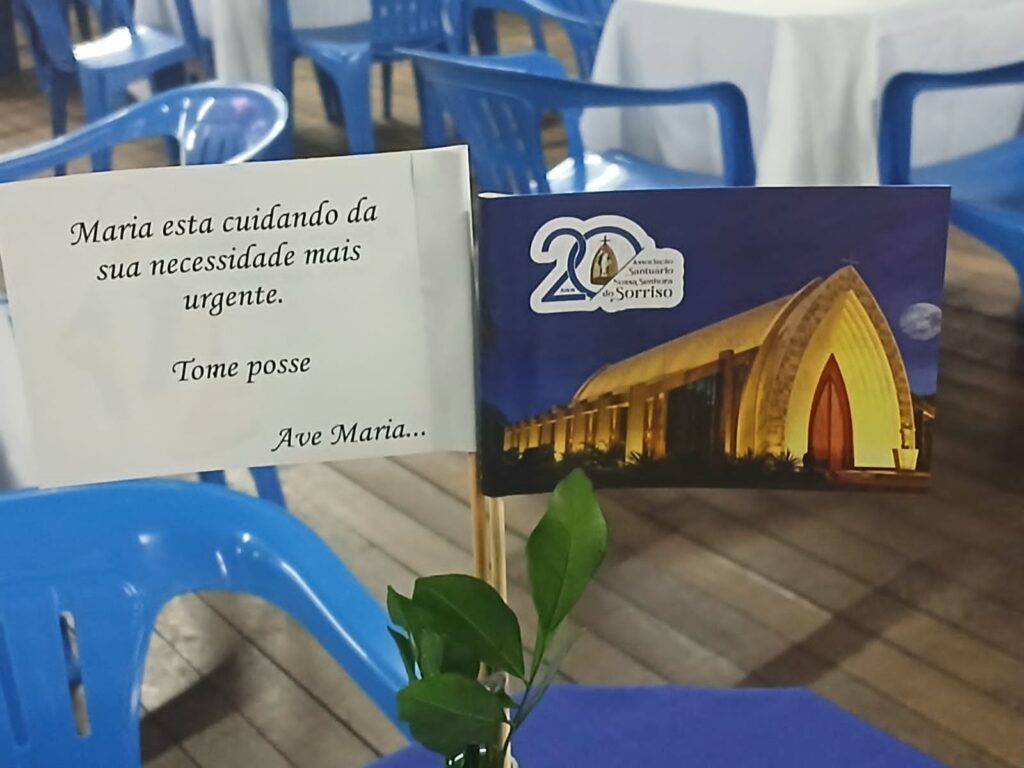 Maria esta cuidando da
sua necessidade mais
urgente.
Tome posse
Ave Maria...
20
Anos
Associação
Santuário
Nossa Senhora
do Sorriso